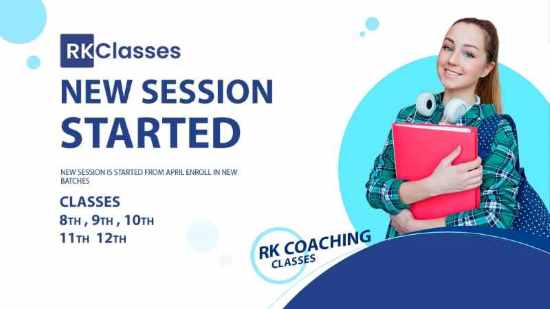 RKClasses
NEW SESSION
STARTED
NEW SESSION IS STARTED FROM APRIL ENROLL IN NEW
BATCHES
CLASSES
8TH , 9TH , 10TH
11TH 12TH
RK COACHING
CLASSES